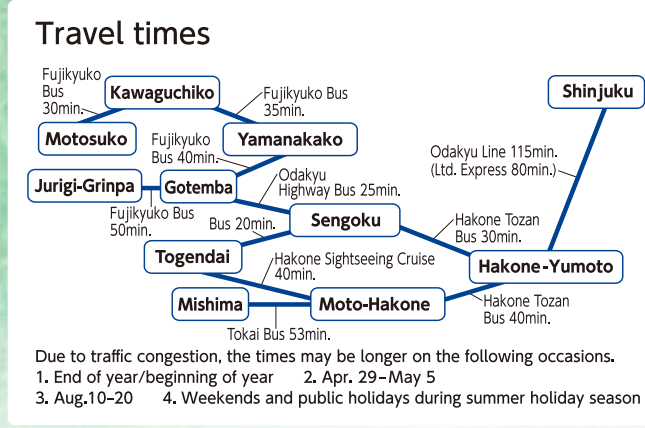 Travel times
Fujikyuko
Bus
30min.
Kawaguchiko
Fujikyuko Bus
35min.
Shinjuku
Motosuko
Fujikyuko
Bus 40min.
Yamanakako
Odakyu Line 115min.
(Ltd. Express 80min.)
Jurigi-Grinpa
Gotemba
Odakyu
Highway Bus 25min.
Fujikyuko Bus
50min.
Bus 20min.
Sengoku
Hakone Tozan
Bus 30min.
Togendai
Hakone Sightseeing Cruise
40min.
Hakone-Yumoto
Mishima
Moto-Hakone
Hakone Tozan
Bus 40min.
Tokai Bus 53min.
Due to traffic congestion, the times may be longer on the following occasions.
1. End of year/beginning of year 2. Apr. 29–May 5
3. Aug.10–20 4. Weekends and public holidays during summer holiday season